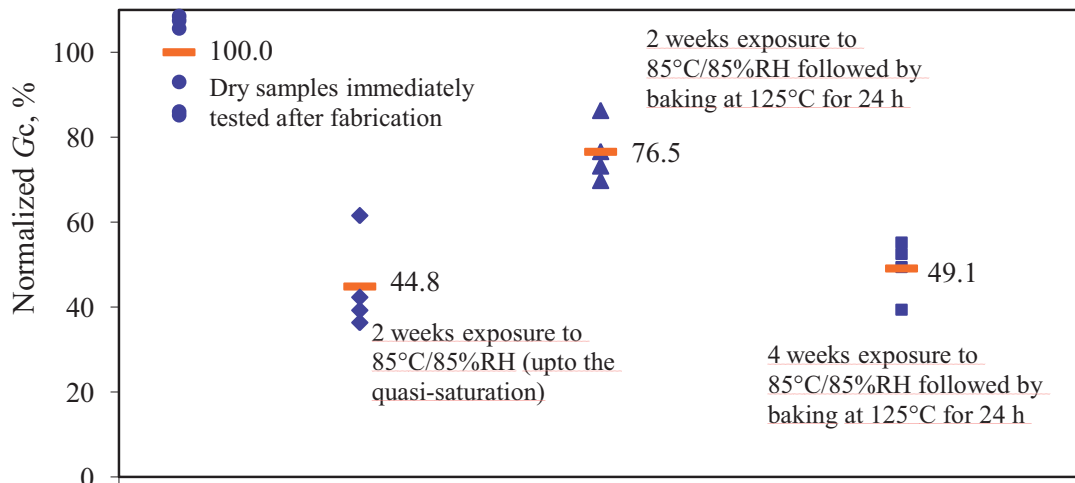 Normalized Gc, %
100
80
60
40
20
0
100.0
Dry samples immediately
tested after fabrication
44.8
2 weeks exposure to
85°C/85%RH (upto the
quasi-saturation)
2 weeks exposure to
85°C/85%RH followed by
baking at 125°C for 24 h
76.5
49.1
4 weeks exposure to
85°C/85%RH followed by
baking at 125°C for 24 h